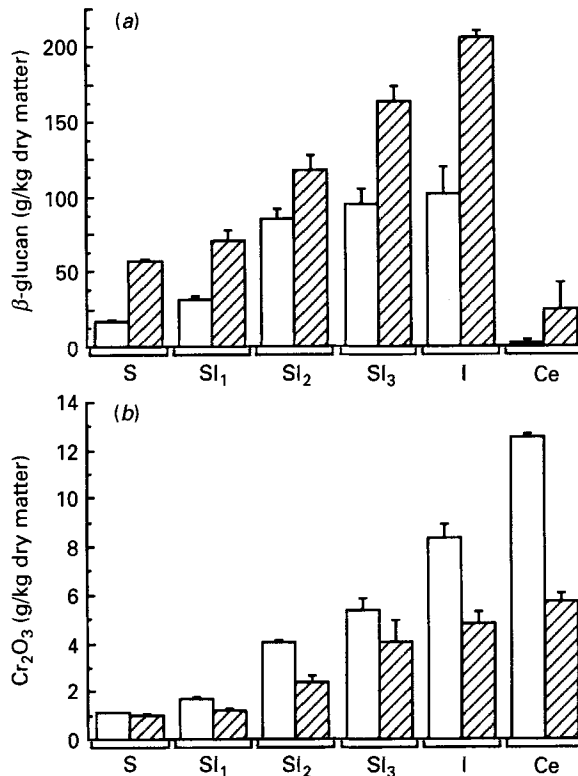 (a)
β-glucan (g/kg dry matter)
200
150
100
50
0
S SI₁ SI₂ SI₃ I Ce
(b)
Cr₂O₃ (g/kg dry matter)
14
12
10
8
6
4
2
0
S SI₁ SI₂ SI₃ I Ce